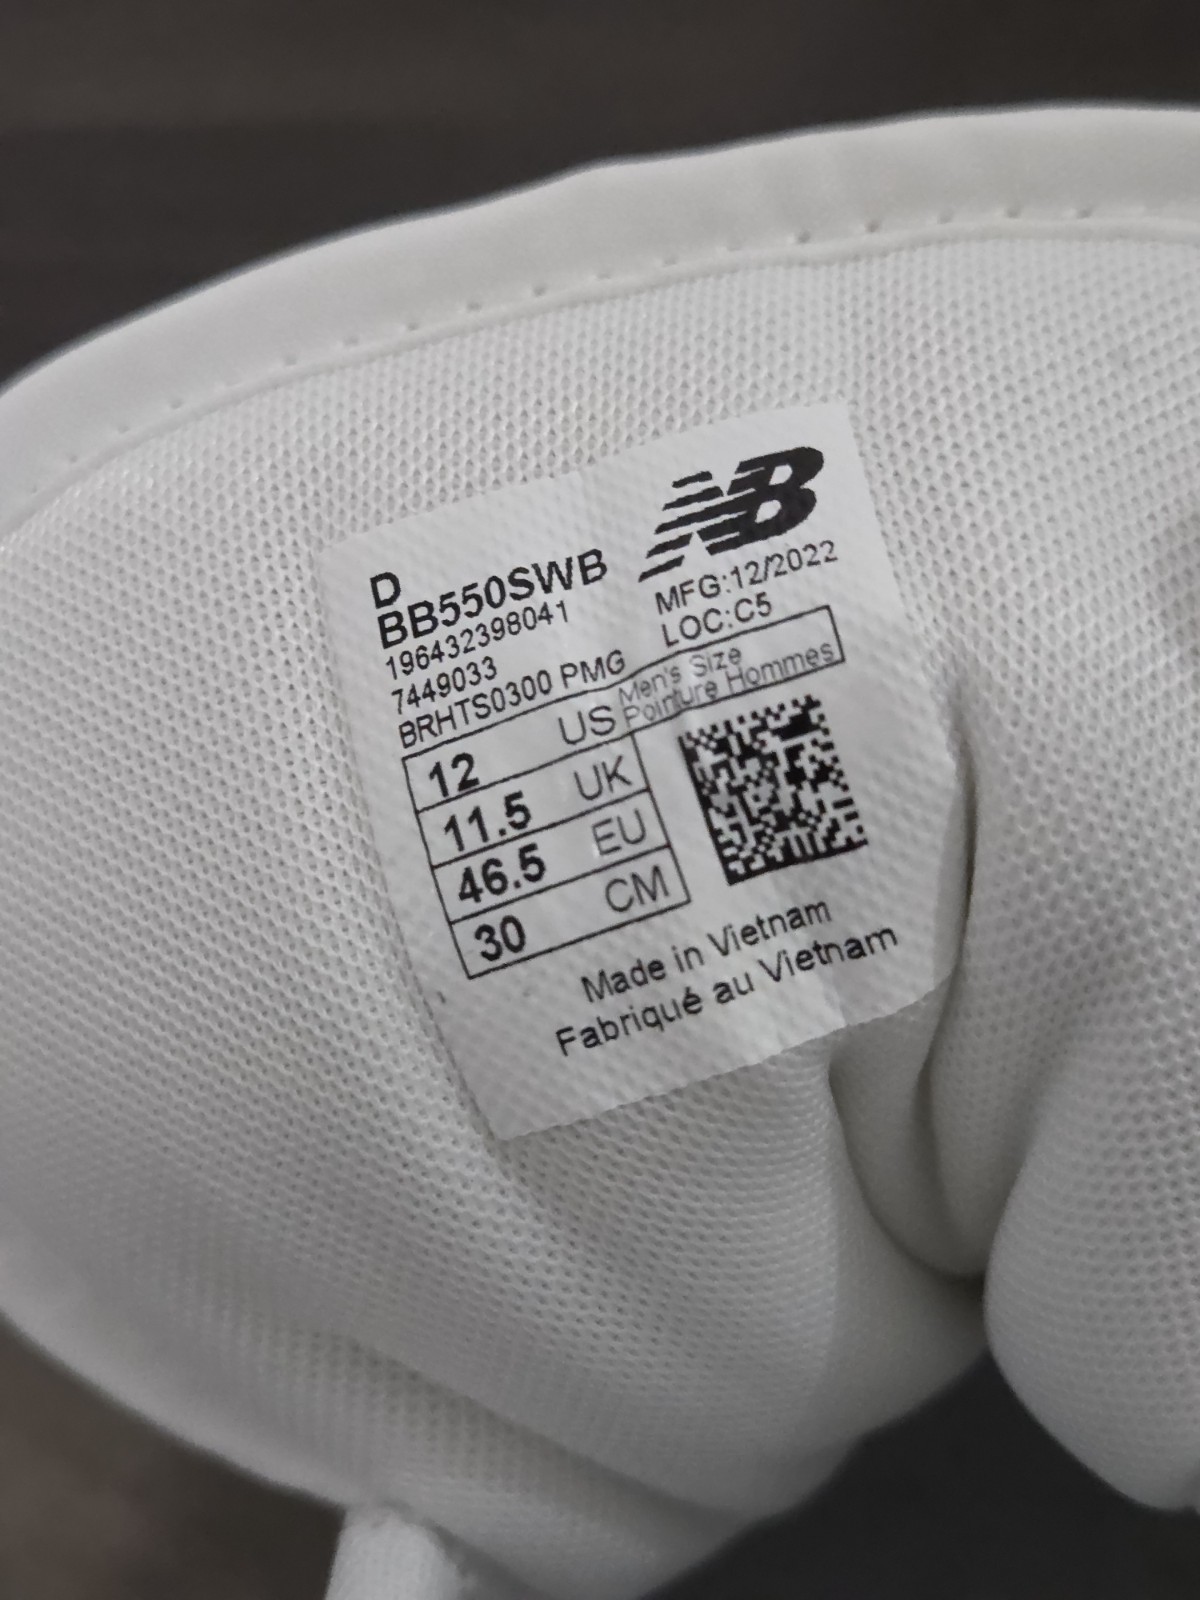 D
BB550SWB
196432398041
7449033
BRHTS0300 PMG
NB
MFG:12/2022
LOC:C5
Men's Size
Pointure Hommes
12 US
11.5 UK
46.5 EU
30 CM
Made in Vietnam
Fabriqué au Vietnam